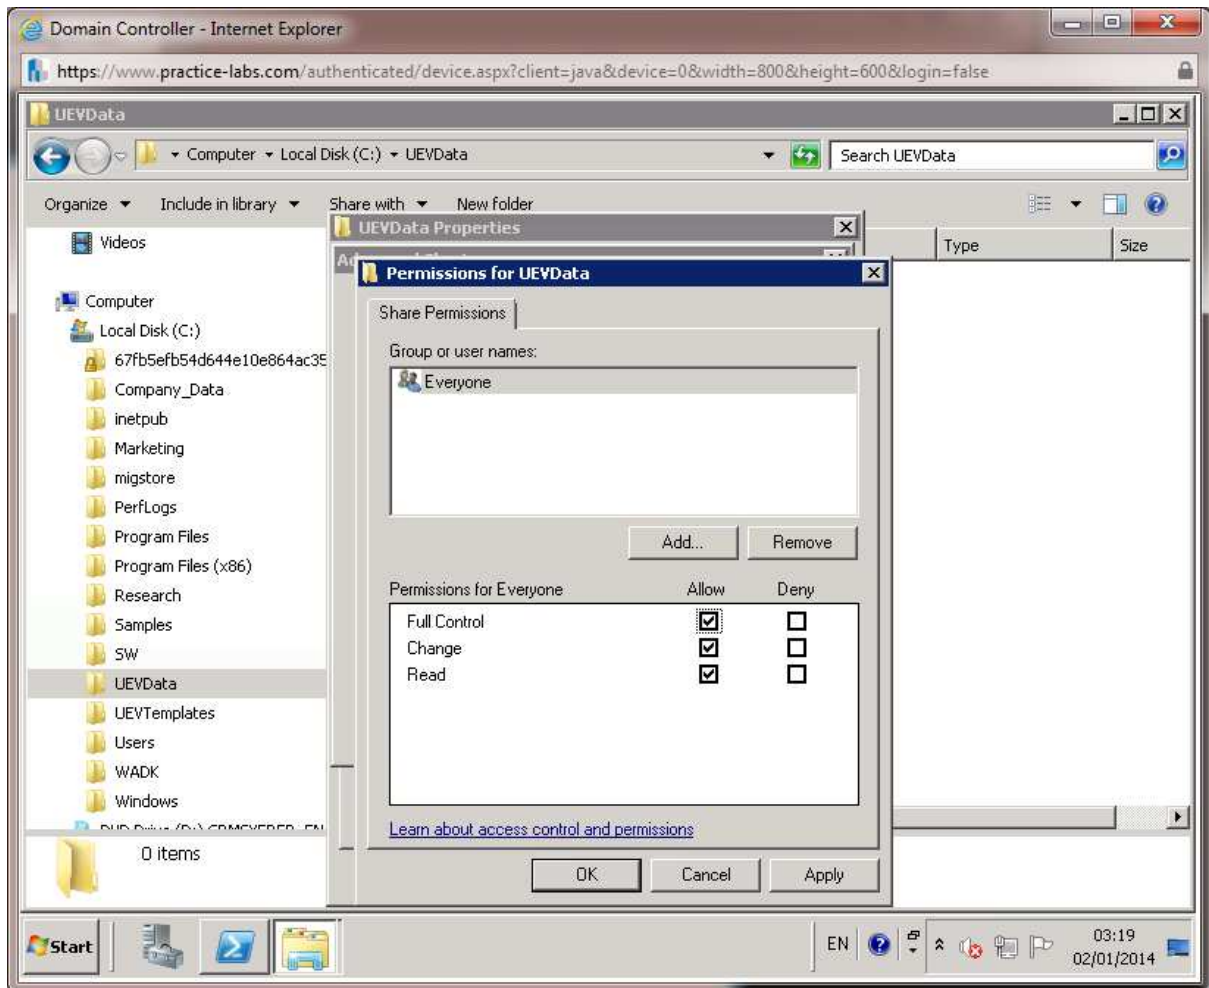 Domain Controller - Internet Explorer
https://www.practice-labs.com/authenticated/device.aspx?client=java&device=0&width=800&height=600&login=false
UEVData
Computer Local Disk (C:) UEVData
Search UEVData
Organize Include in library Share with New folder
UEVData Properties
Videos
Type Size
Permissions for UEVData
Computer
Share Permissions
Local Disk (C:)
Group or user names:
67fb5efb54d644e10e864ac35
Everyone
Company_Data
inetpub
Marketing
migstore
PerfLogs
Program Files
Add... Remove
Program Files (x86)
Permissions for Everyone Allow Deny
Research
Full Control
Samples
Change
SW
Read
UEVData
UEVTemplates
Users
WADK
Windows
Learn about access control and permissions
0 items
OK Cancel Apply
Start
EN
03:19
02/01/2014